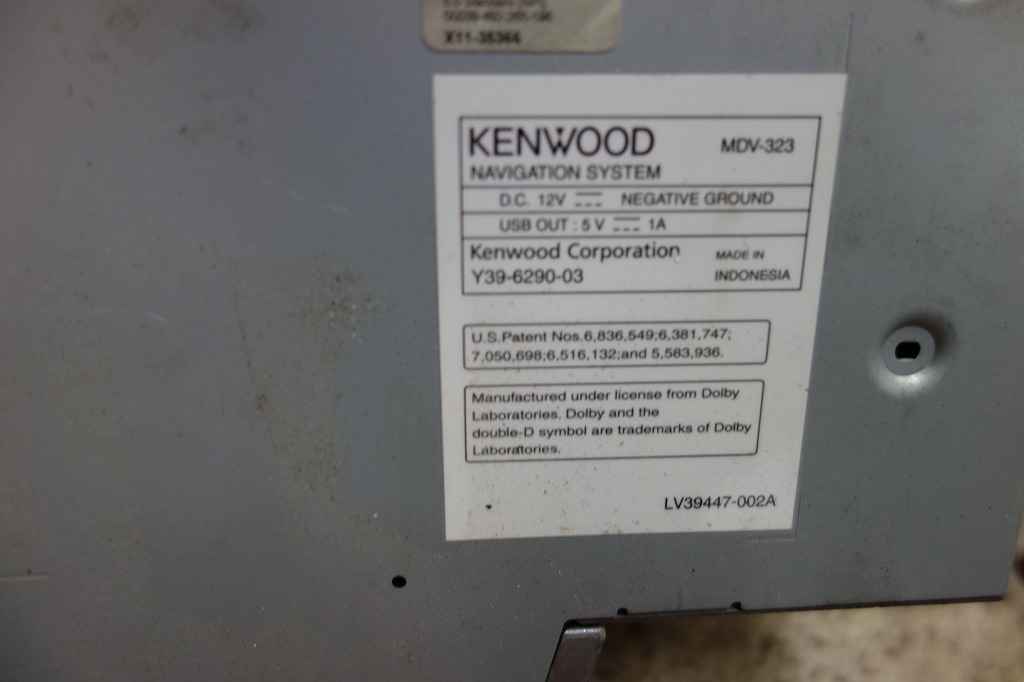 X11-35366
KENWOOD MDV-323
NAVIGATION SYSTEM
D.C. 12V NEGATIVE GROUND
USB OUT : 5 V 1A
Kenwood Corporation MADE IN
Y39-6290-03 INDONESIA
U.S.Patent Nos.6,836,549;6,381,747;
7,050,698;6,516,132;and 5,583,936.
Manufactured under license from Dolby
Laboratories. Dolby and the
double-D symbol are trademarks of Dolby
Laboratories.
LV39447-002A